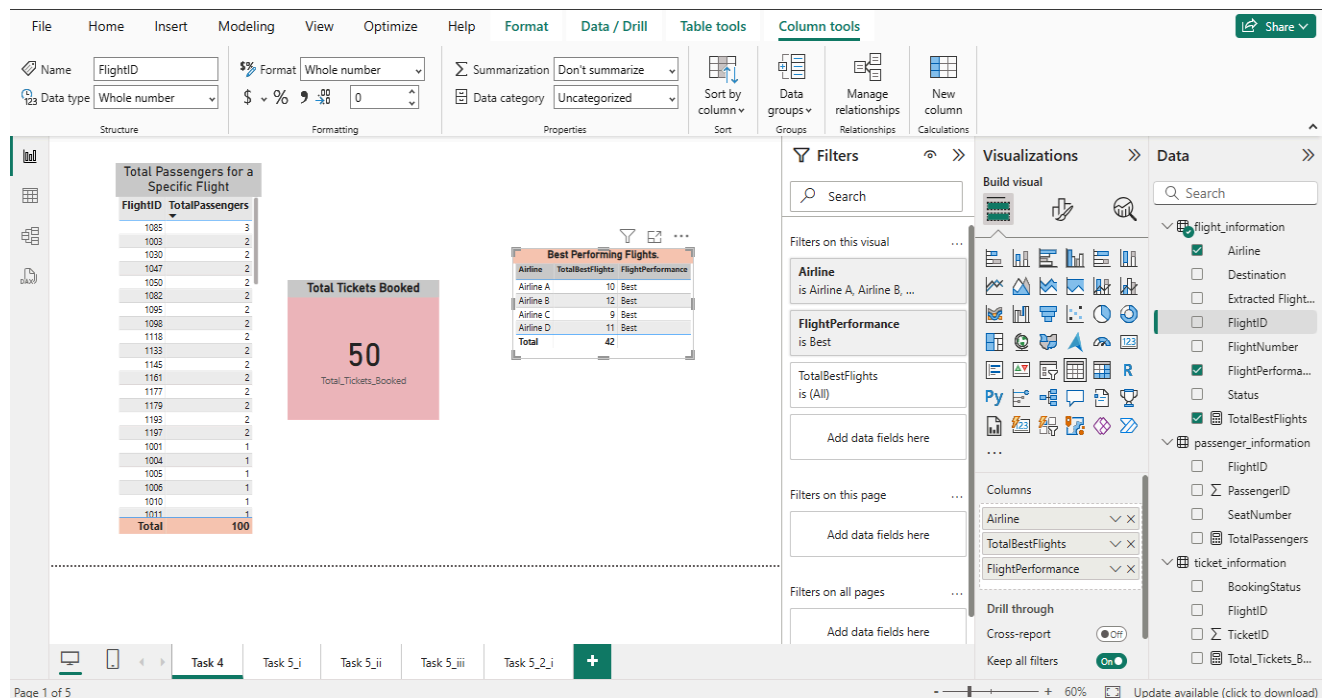 File Home Insert Modeling View Optimize Help Format Data / Drill Table tools Column tools Share
Name FlightID
Data type Whole number
Structure
Format Whole number
$ % 0
Formatting
Summarization Don't summarize
Data category Uncategorized
Properties
Sort by column
Sort
Data groups
Groups
Manage relationships
Relationships
New column
Calculations
Total Passengers for a
Specific Flight
FlightID TotalPassengers
1085 3
1003 2
1030 2
1047 2
1050 2
1082 2
1095 2
1098 2
1118 2
1133 2
1145 2
1161 2
1177 2
1179 2
1193 2
1197 2
1001 1
1004 1
1005 1
1006 1
1010 1
1011 1
Total 100
Total Tickets Booked
50
Total_Tickets_Booked
Best Performing Flights.
Airline TotalBestFlights FlightPerformance
Airline A 10 Best
Airline B 12 Best
Airline C 9 Best
Airline D 11 Best
Total 42
Filters
Search
Filters on this visual ...
Airline
is Airline A, Airline B, ...
FlightPerformance
is Best
TotalBestFlights
is (All)
Add data fields here
Filters on this page ...
Add data fields here
Filters on all pages ...
Add data fields here
Visualizations
Build visual
123
R
Py
123
...
Columns
Airline
TotalBestFlights
FlightPerformance
Drill through
Cross-report Off
Keep all filters On
Data
Search
flight_information
Airline
Destination
Extracted Flight...
FlightID
FlightNumber
FlightPerforma...
Status
TotalBestFlights
passenger_information
FlightID
PassengerID
SeatNumber
TotalPassengers
ticket_information
BookingStatus
FlightID
TicketID
Total_Tickets_B...
Task 4 Task 5_i Task 5_ii Task 5_iii Task 5_2_i +
Page 1 of 5
- + 60% Update available (click to download)